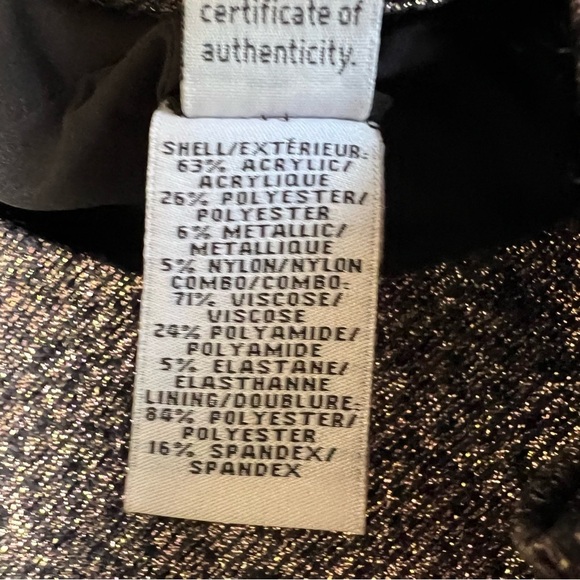 certificate of
authenticity.
SHELL/EXTÉRIEUR:
63% ACRYLIC/
ACRYLIQUE
26% POLYESTER/
POLYESTER
6% METALLIC/
METALLIQUE
5% NYLON/NYLON
COMBO/COMBO:
71% VISCOSE/
VISCOSE
24% POLYAMIDE/
POLYAMIDE
5% ELASTANE/
ELASTHANNE
LINING/DOUBLURE:
84% POLYESTER/
POLYESTER
16% SPANDEX/
SPANDEX